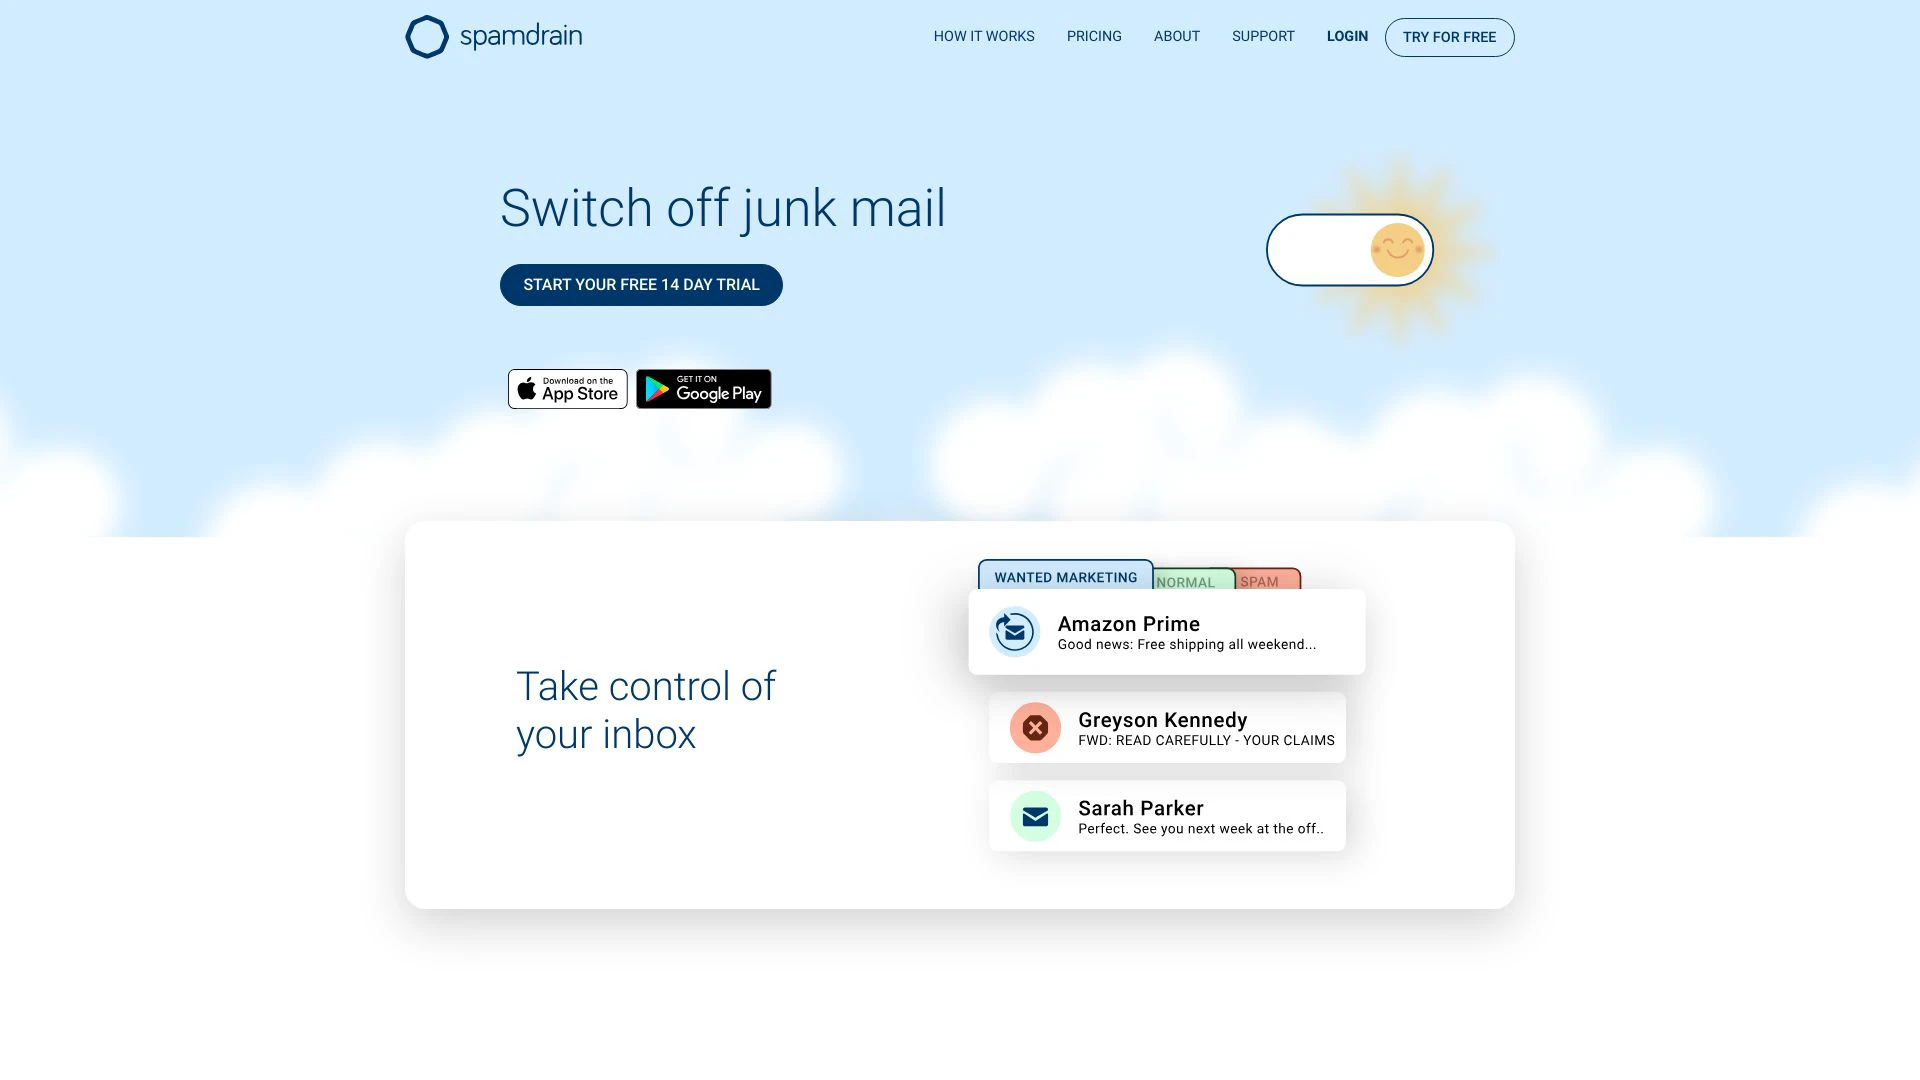 spamdrain
HOW IT WORKS
PRICING
ABOUT
SUPPORT
LOGIN
TRY FOR FREE
Switch off junk mail
START YOUR FREE 14 DAY TRIAL
Download on the
App Store
GET IT ON
Google Play
Take control of
your inbox
WANTED MARKETING
NORMAL
SPAM
Amazon Prime
Good news: Free shipping all weekend...
Greyson Kennedy
FWD: READ CAREFULLY - YOUR CLAIMS
Sarah Parker
Perfect. See you next week at the off..